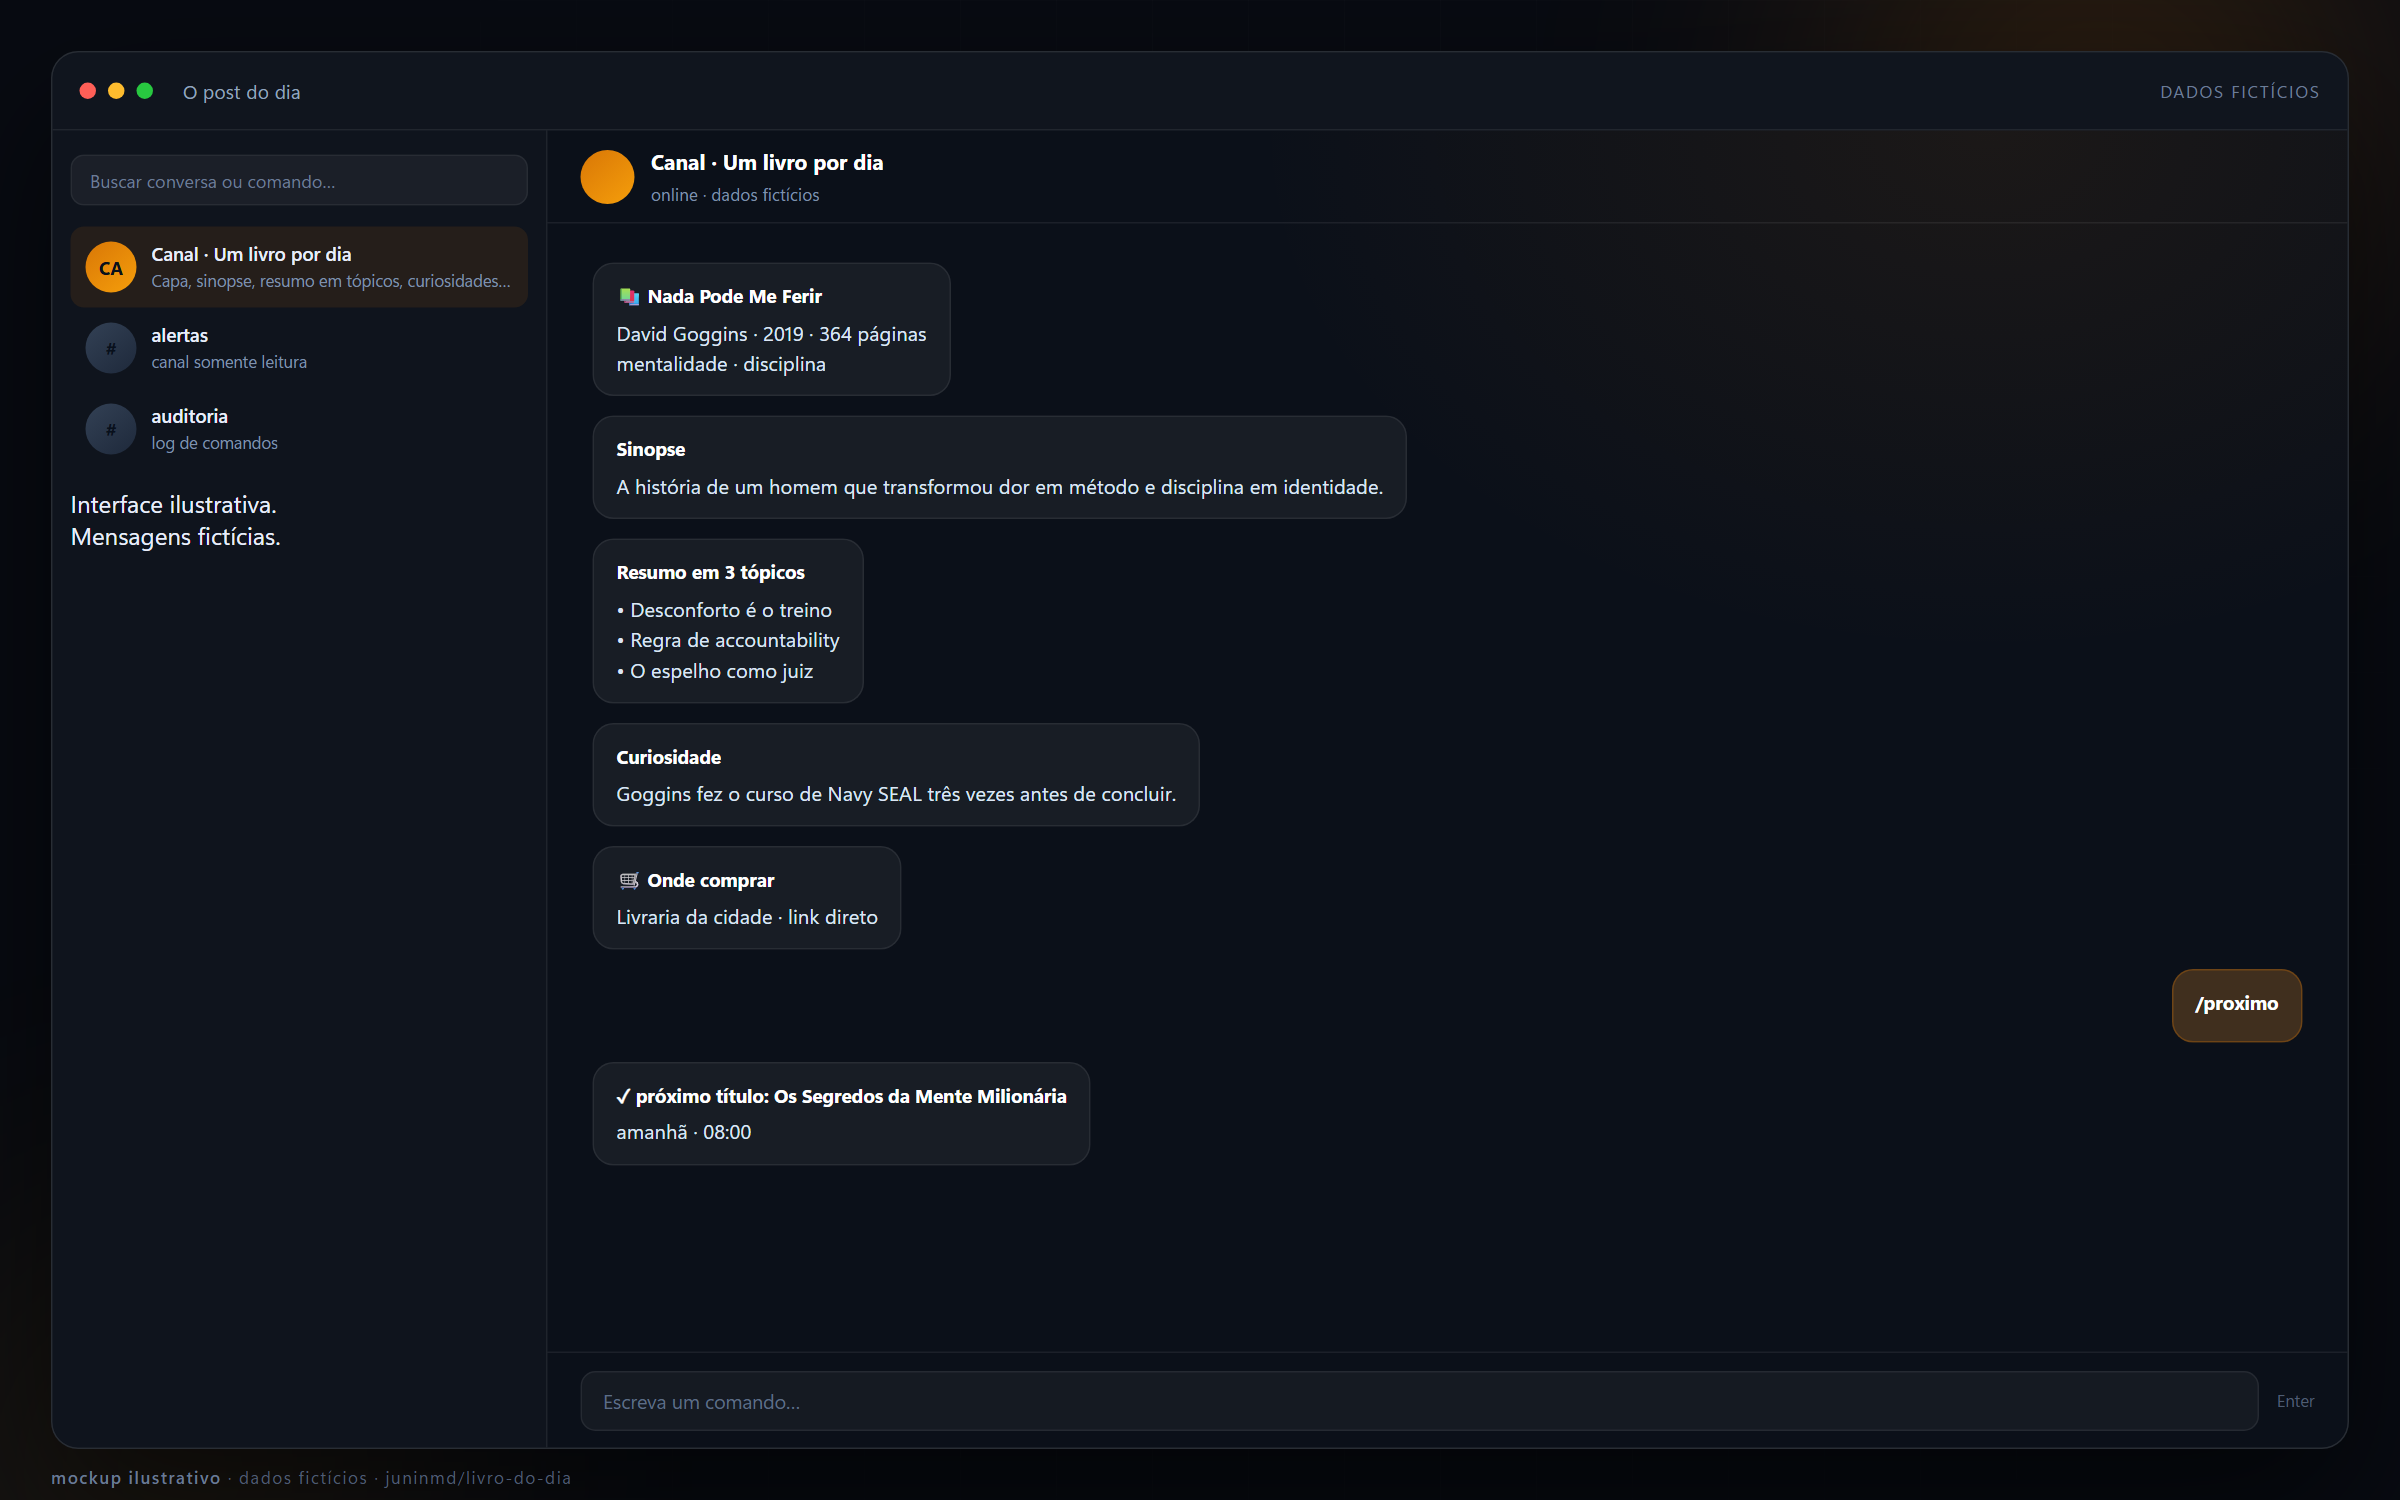 O post do dia
DADOS FICTÍCIOS
Buscar conversa ou comando...
CA
Canal · Um livro por dia
Capa, sinopse, resumo em tópicos, curiosidades...
#
alertas
canal somente leitura
#
auditoria
log de comandos
Interface ilustrativa.
Mensagens fictícias.
Canal · Um livro por dia
online · dados fictícios
Nada Pode Me Ferir
David Goggins · 2019 · 364 páginas
mentalidade · disciplina
Sinopse
A história de um homem que transformou dor em método e disciplina em identidade.
Resumo em 3 tópicos
• Desconforto é o treino
• Regra de accountability
• O espelho como juiz
Curiosidade
Goggins fez o curso de Navy SEAL três vezes antes de concluir.
Onde comprar
Livraria da cidade · link direto
/proximo
✓ próximo título: Os Segredos da Mente Milionária
amanhã · 08:00
Escreva um comando...
Enter
mockup ilustrativo · dados fictícios · juninmd/livro-do-dia